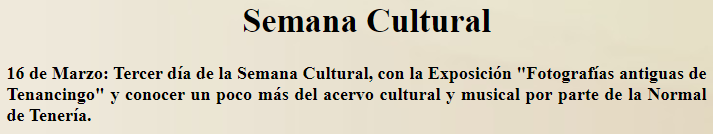 Semana Cultural
16 de Marzo: Tercer día de la Semana Cultural, con la Exposición "Fotografías antiguas de
Tenancingo" y conocer un poco más del acervo cultural y musical por parte de la Normal
de Tenería.